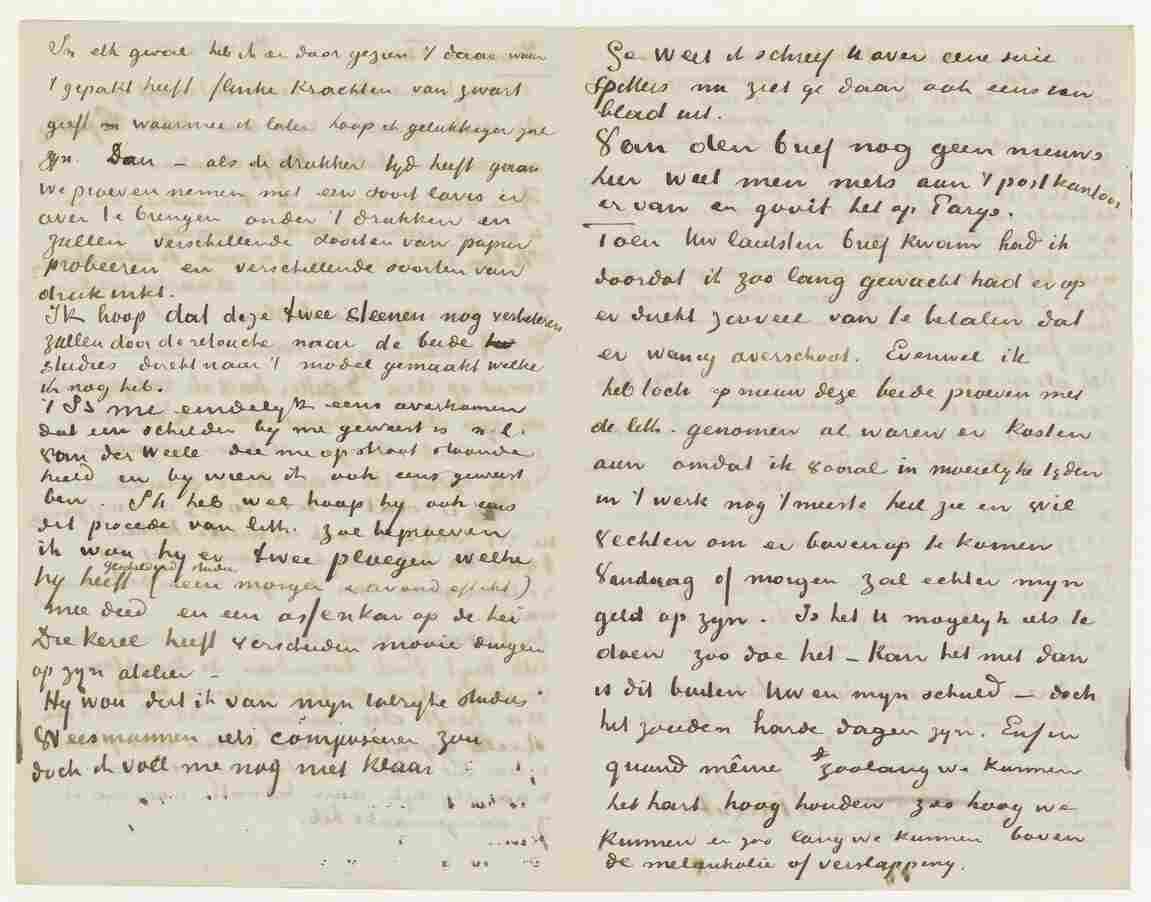 In elk geval heb ik er door gezien 't daar waar
't gepakt heeft flinke krachten van zwart
geeft waarmee ik later hoop ik gelukkiger zal
zyn. Dan – als de drukker tyd heeft gaan
we proeven nemen met een soort lavis er
over te brengen onder 't drukken en
zullen verschillende soorten van papier
probeeren en verschillende soorten van
drukinkt.
Ik hoop dat deze twee steenen nog verbeteren
zullen door de retouche naar de beide
studies direkt naar 't model gemaakt welke
ik nog heb.
't Is me eindelyk eens overkomen
dat een schilder by me geweest is n.l.
van der Weele die me op straat staande
hield en by wien ik ook eens geweest
ben. Ik heb wel hoop hy ook eens
dit procede van lith. zal beproeven
ik wou hy er twee ploegen welke
geschilderd studies
hy heeft (een morgen & avond effekt)
mee deed en een ossenkar op de hei
Die kerel heeft verscheiden mooie dingen
op zyn atelier –
Hy wou dat ik van myn talryke studies
Weesmannen iets componeeren zou
doch ik voel me nog niet klaar
Ge weet ik schreef U over eene serie
spitters nu ziet ge daar ook eens een
blad uit.
Van den brief nog geen nieuws
hier weet men niets aan 't postkantoor
er van en gooit het op Parys.
Toen Uw laatsten brief kwam had ik
doordat ik zoo lang gewacht had er op
er direkt zooveel van te betalen dat
er weinig overschoot. Evenwel ik
heb toch op nieuw deze beide proeven met
de lith. genomen al waren er kosten
aan omdat ik vooral in moeielyke tyden
in 't werk nog 't meeste heil zie en wil
vechten om er bovenop te komen
Vandaag of morgen zal echter myn
geld op zyn. Is het U mogelyk iets te
doen zoo doe het – Kan het niet dan
is dit buiten Uw en myn schuld – doch
het zouden harde dagen zyn. Enfin
quand même zoolang we kunnen
het hart hoog houden zoo hoog we
kunnen en zoo lang we kunnen boven
de melankolie of verslapping.